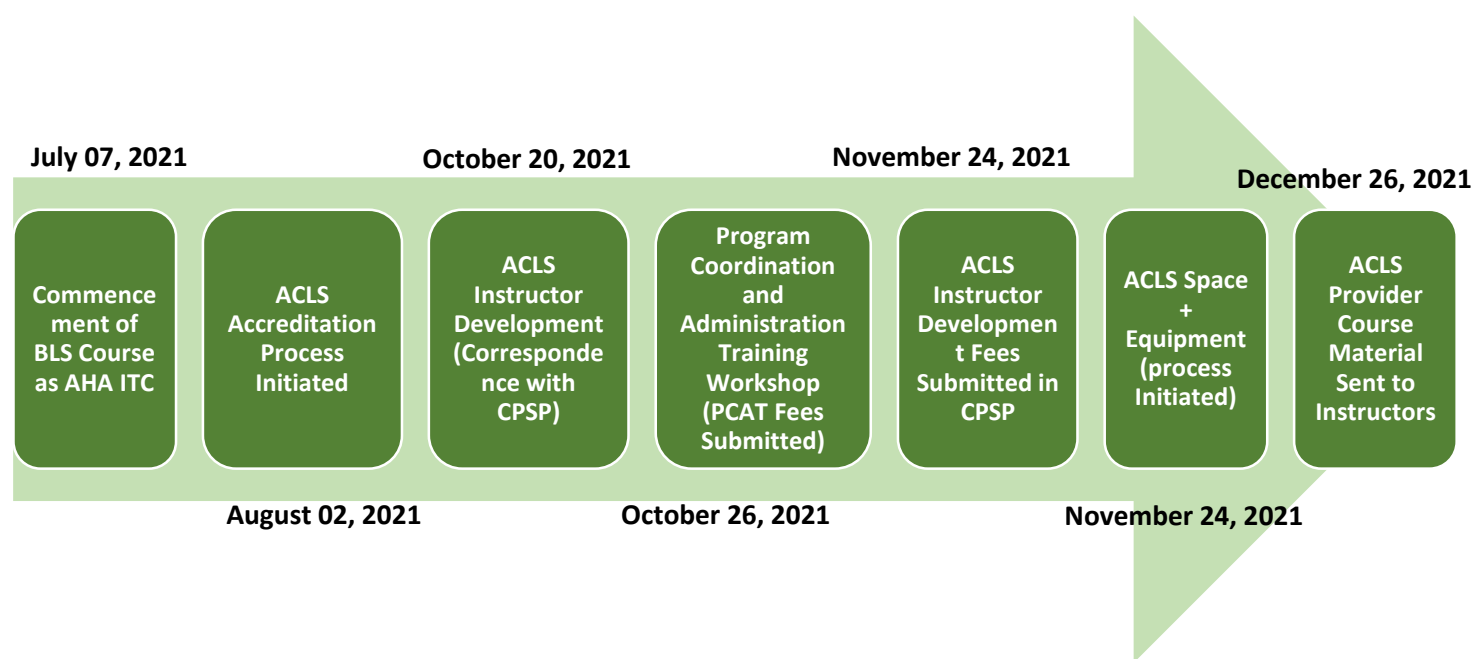 July 07, 2021
October 20, 2021
November 24, 2021
December 26, 2021
Commence
ment of
BLS Course
as AHA ITC
ACLS
Accreditation
Process
Initiated
ACLS
Instructor
Development
(Corresponde
nce with
CPSP)
Program
Coordination
and
Administration
Training
Workshop
(PCAT Fees
Submitted)
ACLS
Instructor
Developmen
t Fees
Submitted in
CPSP
ACLS Space
+
Equipment
(process
Initiated)
ACLS
Provider
Course
Material
Sent to
Instructors
August 02, 2021
October 26, 2021
November 24, 2021